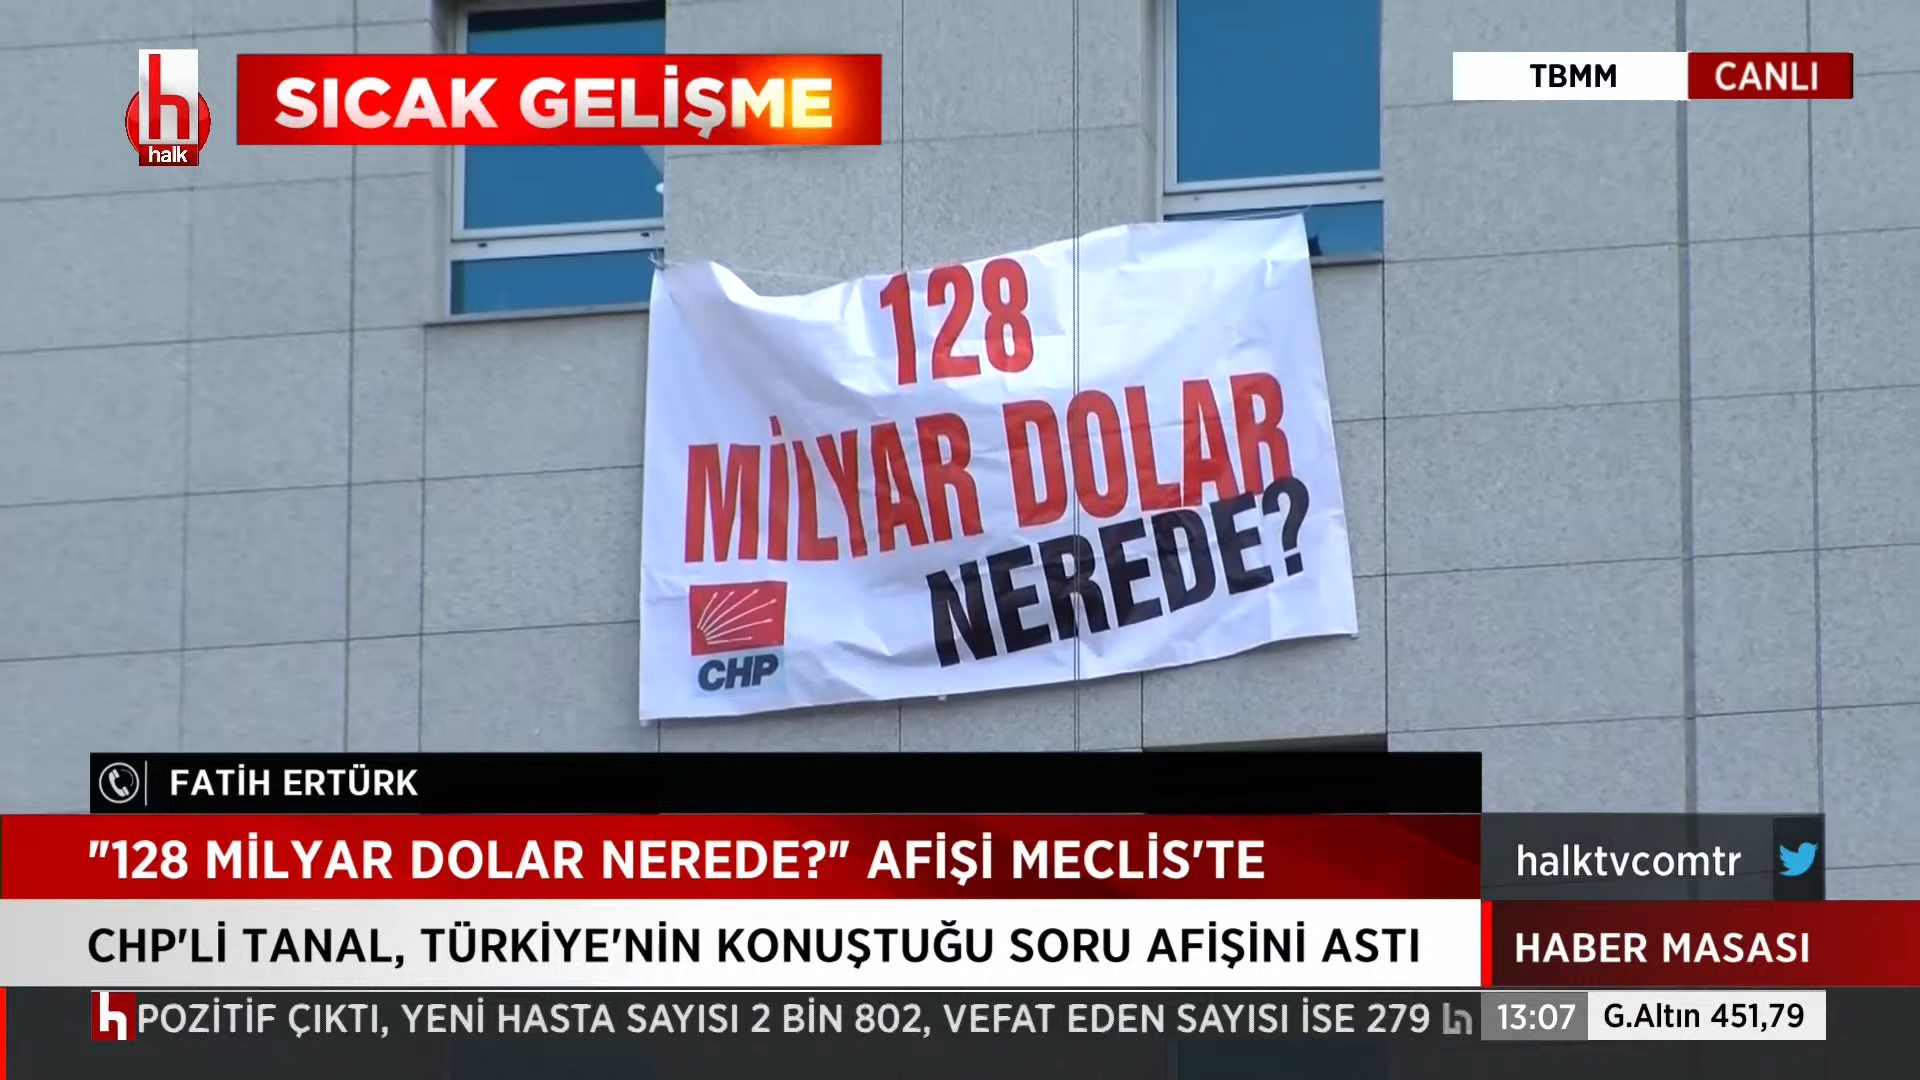 halk
SICAK GELİŞME
TBMM
CANLI
128
MİLYAR DOLAR
NEREDE?
CHP
FATİH ERTÜRK
"128 MİLYAR DOLAR NEREDE?" AFİŞİ MECLİS'TE
halktvcomtr
CHP'Lİ TANAL, TÜRKİYE'NİN KONUŞTUĞU SORU AFİŞİNİ ASTI
HABER MASASI
POZİTİF ÇIKTI, YENİ HASTA SAYISI 2 BİN 802, VEFAT EDEN SAYISI İSE 279
13:07
G.Altın 451,79